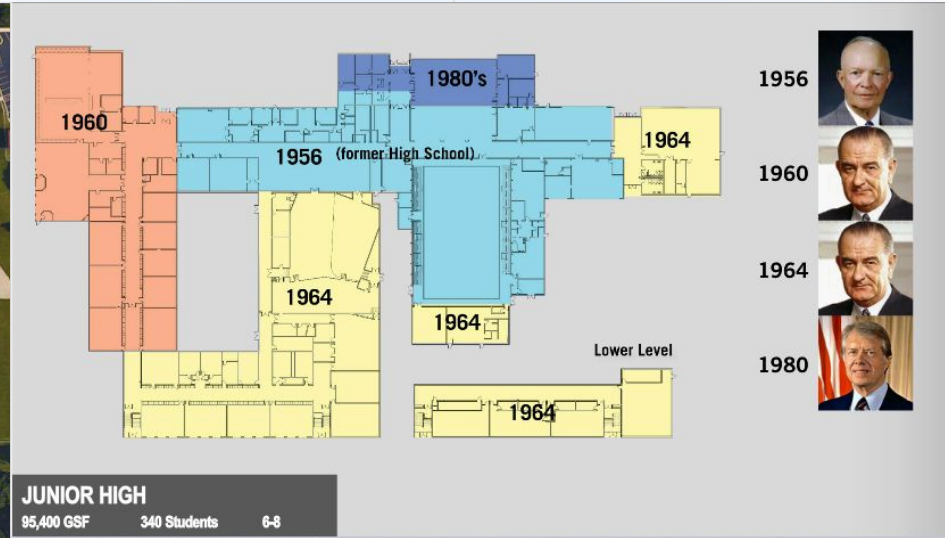 1980's
1960
1956 (former High School)
1964
1964
1964
Lower Level
1964
1956
1960
1964
1980
JUNIOR HIGH
95,400 GSF 340 Students 6-8